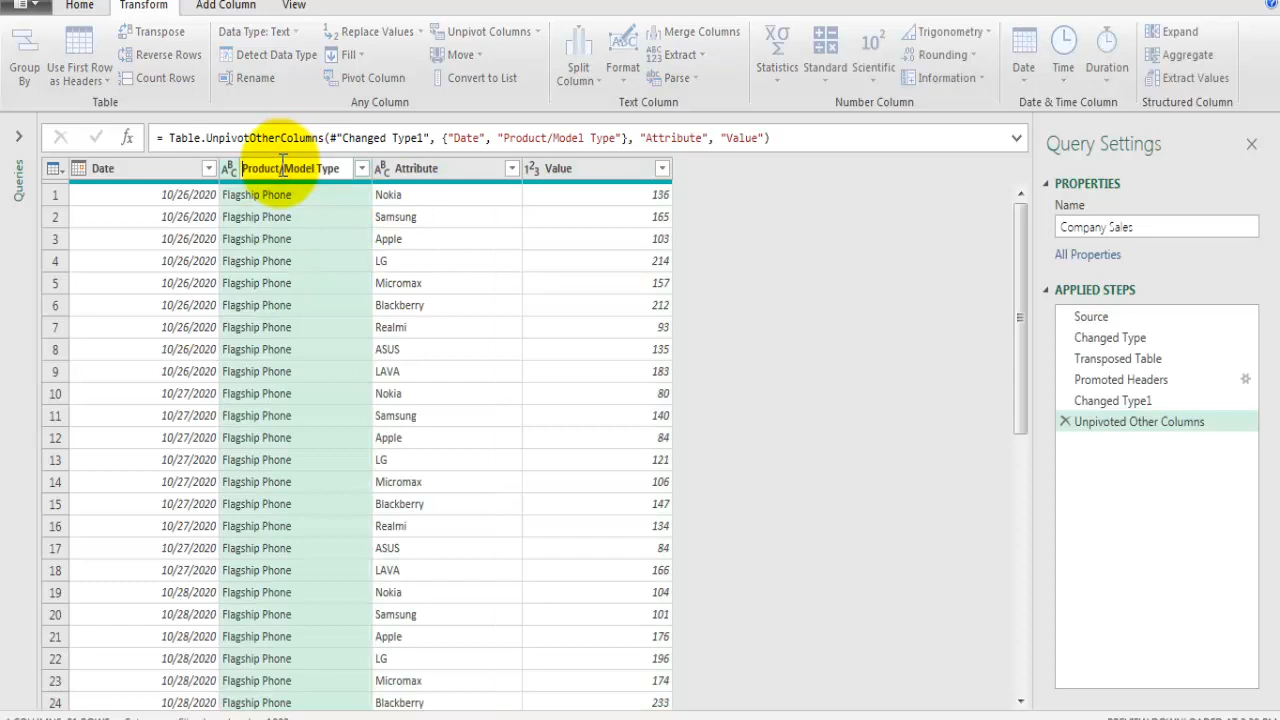 Home Transform Add Column View
Group By
Use First Row as Headers
Transpose
Reverse Rows
Count Rows
Table
Data Type: Text
Detect Data Type
Rename
Replace Values
Fill
Pivot Column
Unpivot Columns
Move
Convert to List
Any Column
Split Column
Format
Merge Columns
Extract
Parse
Text Column
Statistics
Standard
Scientific
Trigonometry
Rounding
Information
Number Column
Date
Time
Duration
Date & Time Column
Expand
Aggregate
Extract Values
Structured Column
= Table.UnpivotOtherColumns(#"Changed Type1", {"Date", "Product/Model Type"}, "Attribute", "Value")
Queries
Date Product/Model Type Attribute Value
1 10/26/2020 Flagship Phone Nokia 136
2 10/26/2020 Flagship Phone Samsung 165
3 10/26/2020 Flagship Phone Apple 103
4 10/26/2020 Flagship Phone LG 214
5 10/26/2020 Flagship Phone Micromax 157
6 10/26/2020 Flagship Phone Blackberry 212
7 10/26/2020 Flagship Phone Realmi 93
8 10/26/2020 Flagship Phone ASUS 135
9 10/26/2020 Flagship Phone LAVA 183
10 10/27/2020 Flagship Phone Nokia 80
11 10/27/2020 Flagship Phone Samsung 140
12 10/27/2020 Flagship Phone Apple 84
13 10/27/2020 Flagship Phone LG 121
14 10/27/2020 Flagship Phone Micromax 106
15 10/27/2020 Flagship Phone Blackberry 147
16 10/27/2020 Flagship Phone Realmi 134
17 10/27/2020 Flagship Phone ASUS 84
18 10/27/2020 Flagship Phone LAVA 166
19 10/28/2020 Flagship Phone Nokia 104
20 10/28/2020 Flagship Phone Samsung 101
21 10/28/2020 Flagship Phone Apple 176
22 10/28/2020 Flagship Phone LG 196
23 10/28/2020 Flagship Phone Micromax 174
24 10/28/2020 Flagship Phone Blackberry 233
Query Settings
PROPERTIES
Name
Company Sales
All Properties
APPLIED STEPS
Source
Changed Type
Transposed Table
Promoted Headers
Changed Type1
Unpivoted Other Columns